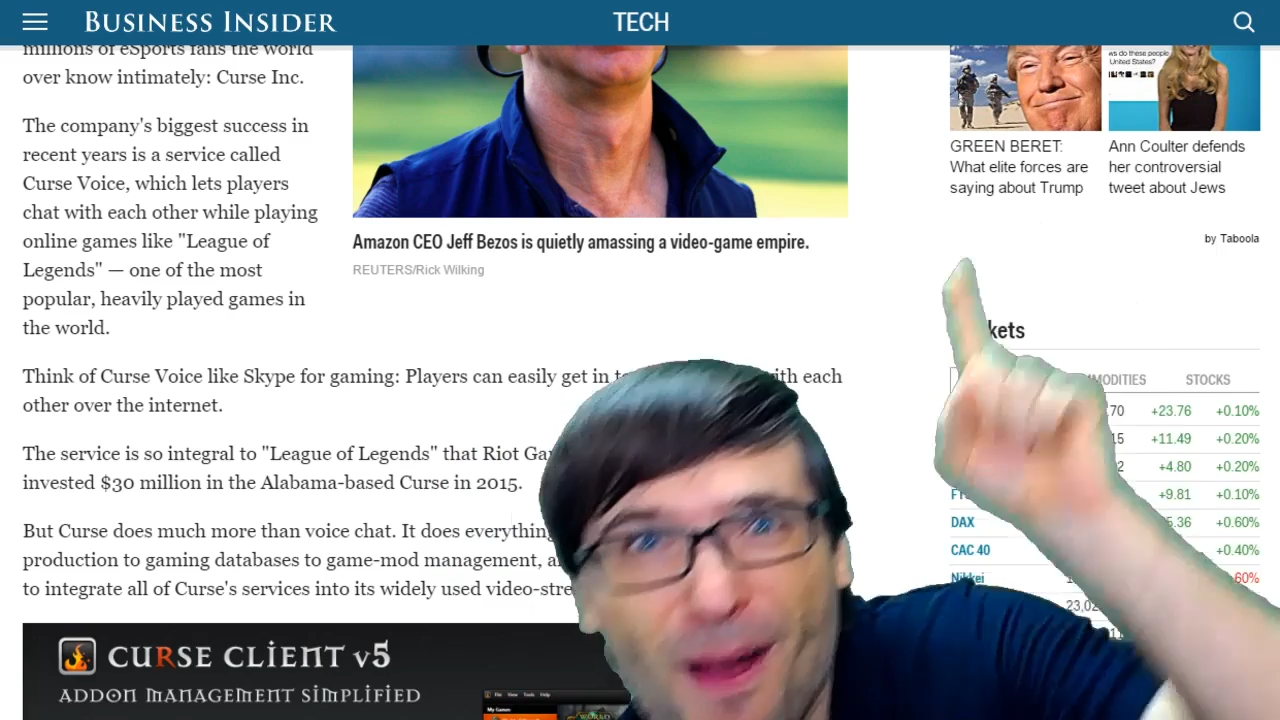 BUSINESS INSIDER
TECH
millions of eSports fans the world
over know intimately: Curse Inc.
The company's biggest success in
recent years is a service called
Curse Voice, which lets players
chat with each other while playing
online games like "League of
Legends" — one of the most
popular, heavily played games in
the world.
Amazon CEO Jeff Bezos is quietly amassing a video-game empire.
REUTERS/Rick Wilking
Think of Curse Voice like Skype for gaming: Players can easily get in with each
other over the internet.
The service is so integral to "League of Legends" that Riot
invested $30 million in the Alabama-based Curse in 2015.
But Curse does much more than voice chat. It does everything
production to gaming databases to game-mod management,
to integrate all of Curse's services into its widely used
CURSE CLIENT v5
ADDON MANAGEMENT SIMPLIFIED
File View Tools Help
My Games
United States?
GREEN BERET:
What elite forces are
saying about Trump
Ann Coulter defends
her controversial
tweet about Jews
by Taboola
STOCKS
+23.76 +0.10%
+11.49 +0.20%
+4.80 +0.20%
+9.81 +0.10%
DAX +0.60%
CAC 40 +0.40%
Nikkei